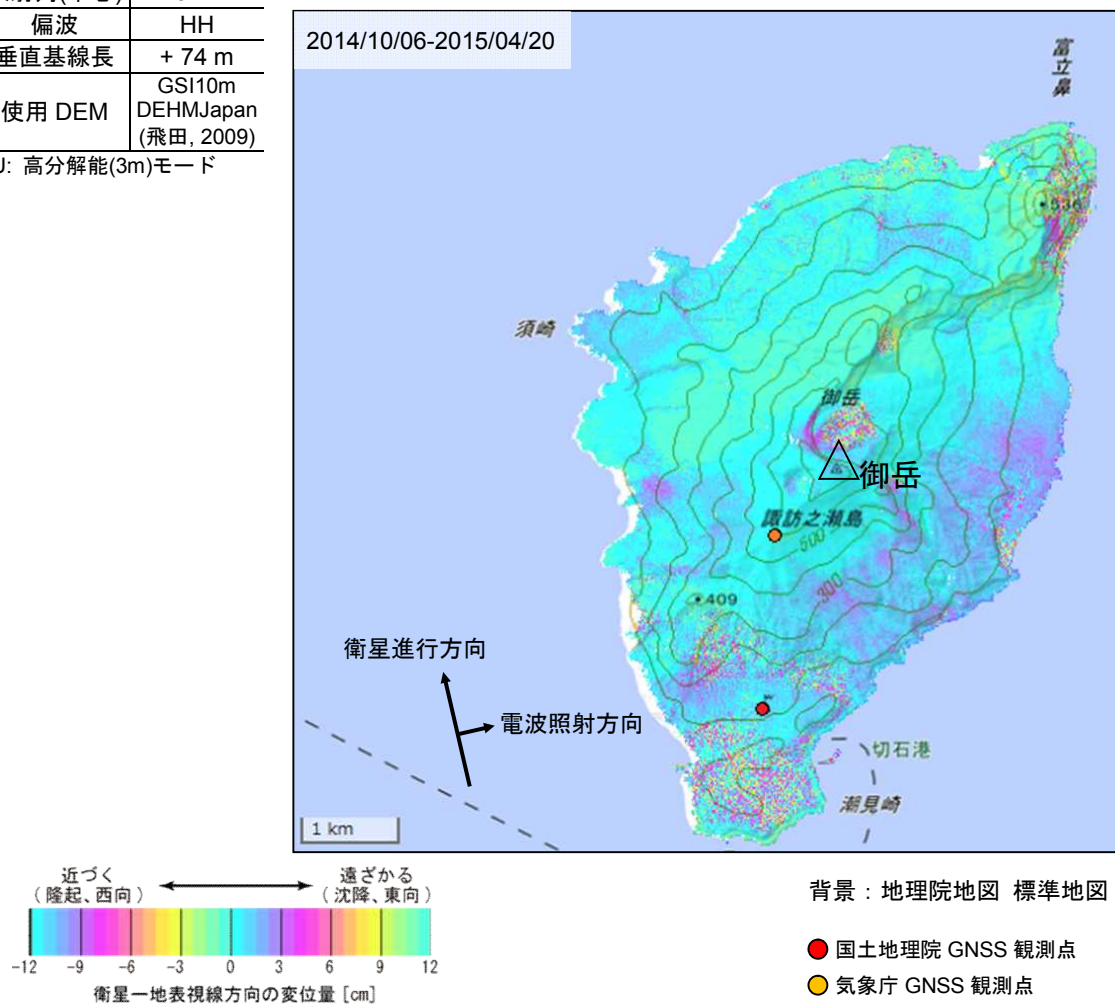 偏波 HH
垂直基線長 + 74 m
使用 DEM GSI10m
DEHMJapan
(飛田, 2009)
U: 高分解能(3m)モード
2014/10/06-2015/04/20
富立鼻
536
須崎
御岳
御岳
諏訪之瀬島
500
300
409
衛星進行方向
電波照射方向
切石港
潮見崎
1 km
近づく
(隆起、西向)
遠ざかる
(沈降、東向)
-12 -9 -6 -3 0 3 6 9 12
衛星ー地表視線方向の変位量 [cm]
背景：地理院地図 標準地図
国土地理院 GNSS 観測点
気象庁 GNSS 観測点